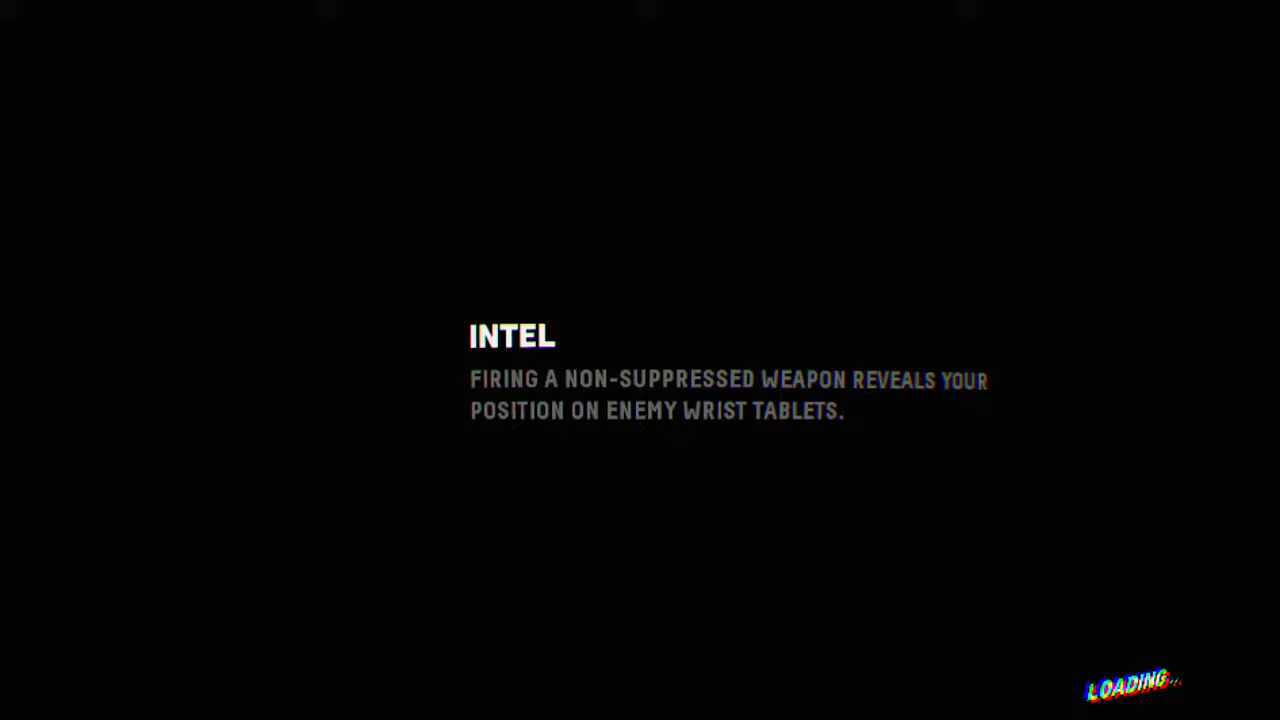 INTEL
FIRING A NON-SUPPRESSED WEAPON REVEALS YOUR
POSITION ON ENEMY WRIST TABLETS.
LOADING...